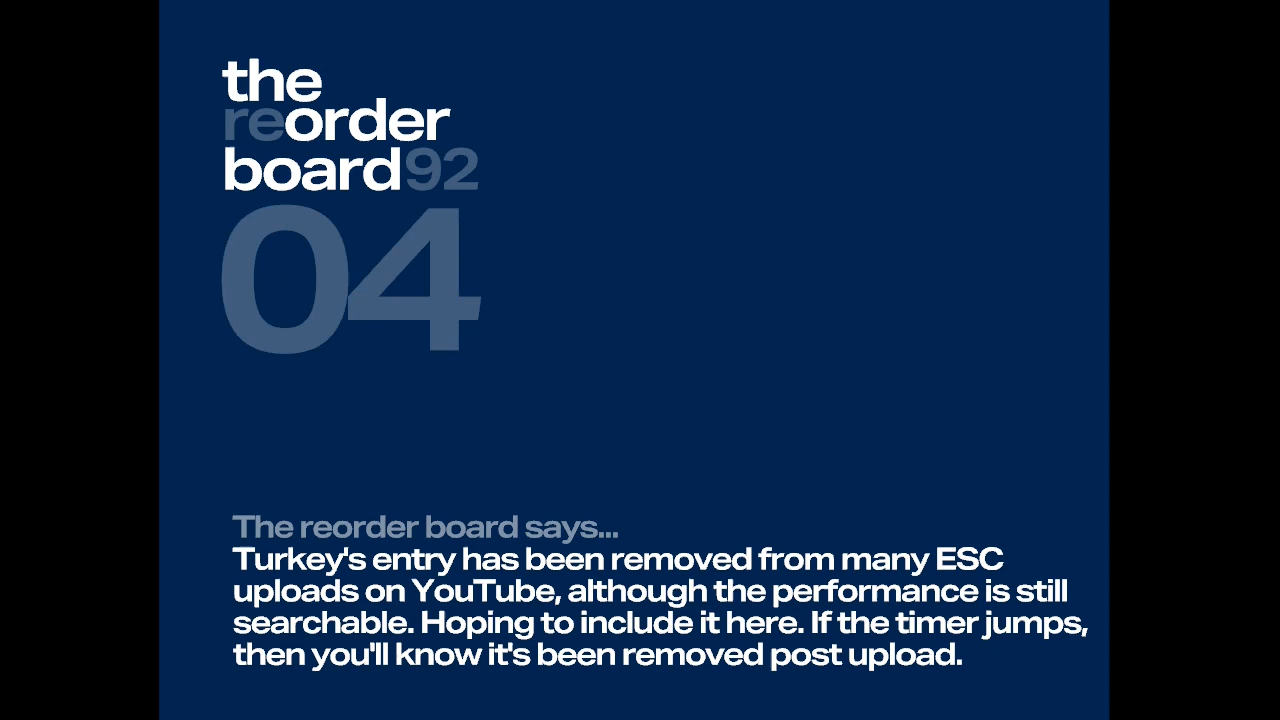 the
reorder
board92
04
The reorder board says...
Turkey's entry has been removed from many ESC
uploads on YouTube, although the performance is still
searchable. Hoping to include it here. If the timer jumps,
then you'll know it's been removed post upload.